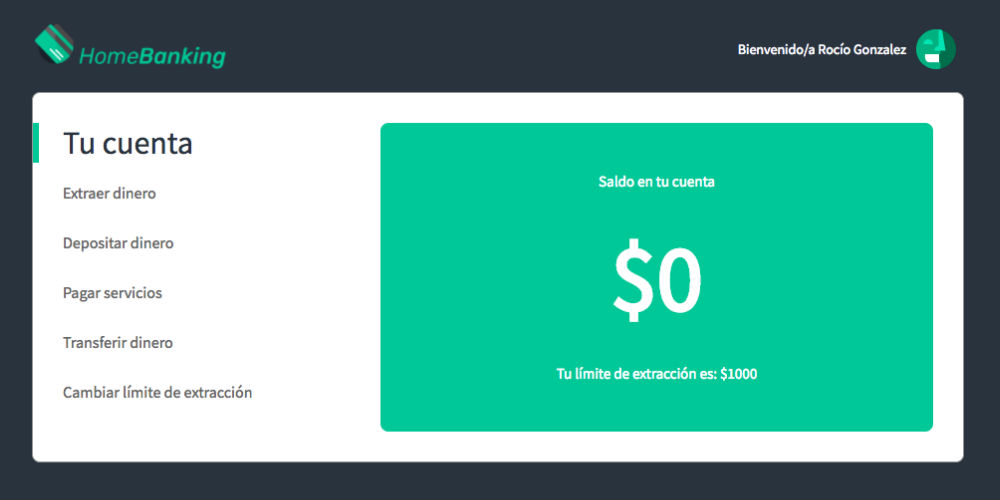 HomeBanking
Bienvenido/a Rocío Gonzalez
Tu cuenta
Extraer dinero
Depositar dinero
Pagar servicios
Transferir dinero
Cambiar límite de extracción
Saldo en tu cuenta
$0
Tu límite de extracción es: $1000